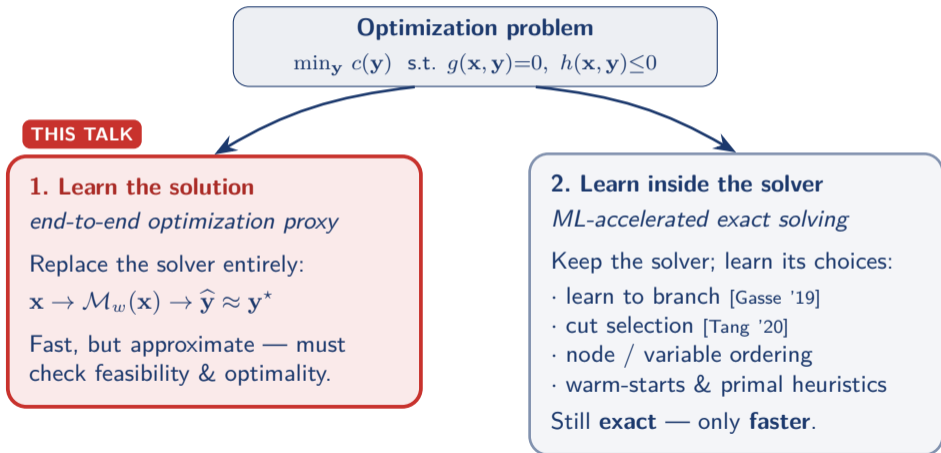 Optimization problem
min_y c(y) s.t. g(x, y)=0, h(x, y)≤0
THIS TALK
1. Learn the solution
end-to-end optimization proxy
Replace the solver entirely:
x → ℳ_w(x) → ŷ ≈ y⋆
Fast, but approximate — must
check feasibility & optimality.
2. Learn inside the solver
ML-accelerated exact solving
Keep the solver; learn its choices:
· learn to branch [Gasse '19]
· cut selection [Tang '20]
· node / variable ordering
· warm-starts & primal heuristics
Still exact — only faster.